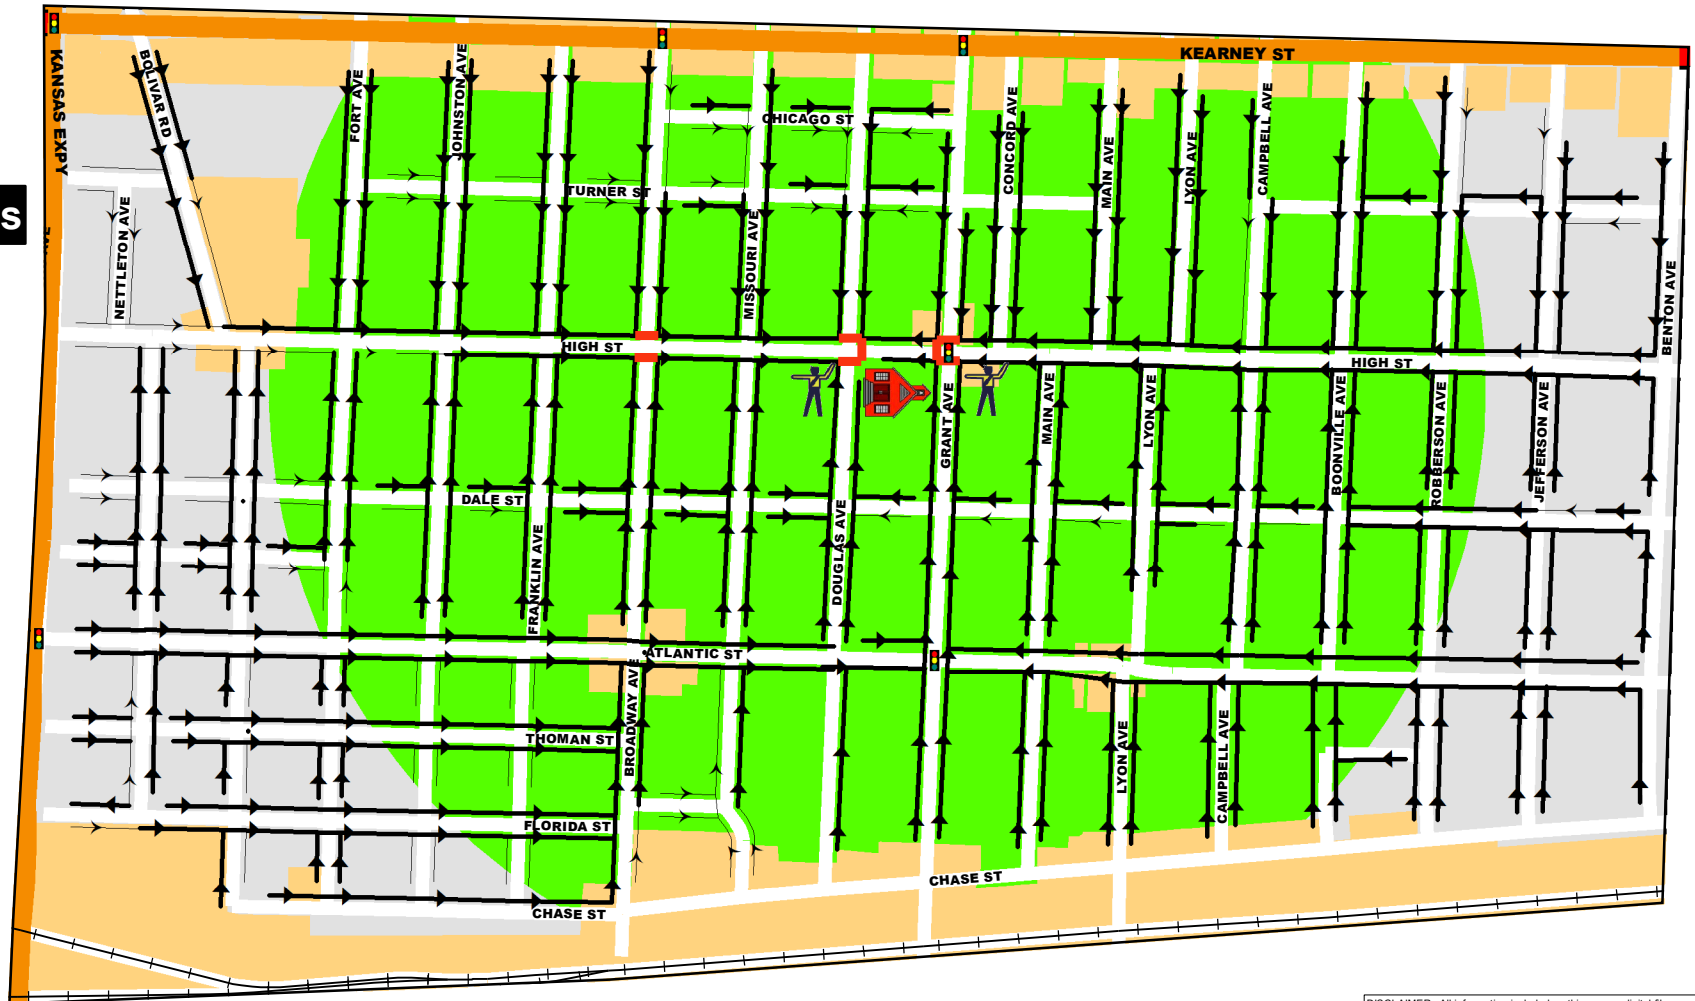 KEARNEY ST
KANSAS EXPY
BOLIVAR RD
FORT AVE
JOHNSTON AVE
CHICAGO ST
CONCORD AVE
MAIN AVE
LYON AVE
CAMPBELL AVE
S
TURNER ST
NETTLETON AVE
MISSOURI AVE
BENTON AVE
HIGH ST
HIGH ST
MAIN AVE
LYON AVE
GRANT AVE
BOONVILLE AVE
ROBBERSON AVE
JEFFERSON AVE
DALE ST
FRANKLIN AVE
DOUGLAS AVE
ATLANTIC ST
BROADWAY AVE
THOMAN ST
LYON AVE
CAMPBELL AVE
FLORIDA ST
CHASE ST
CHASE ST